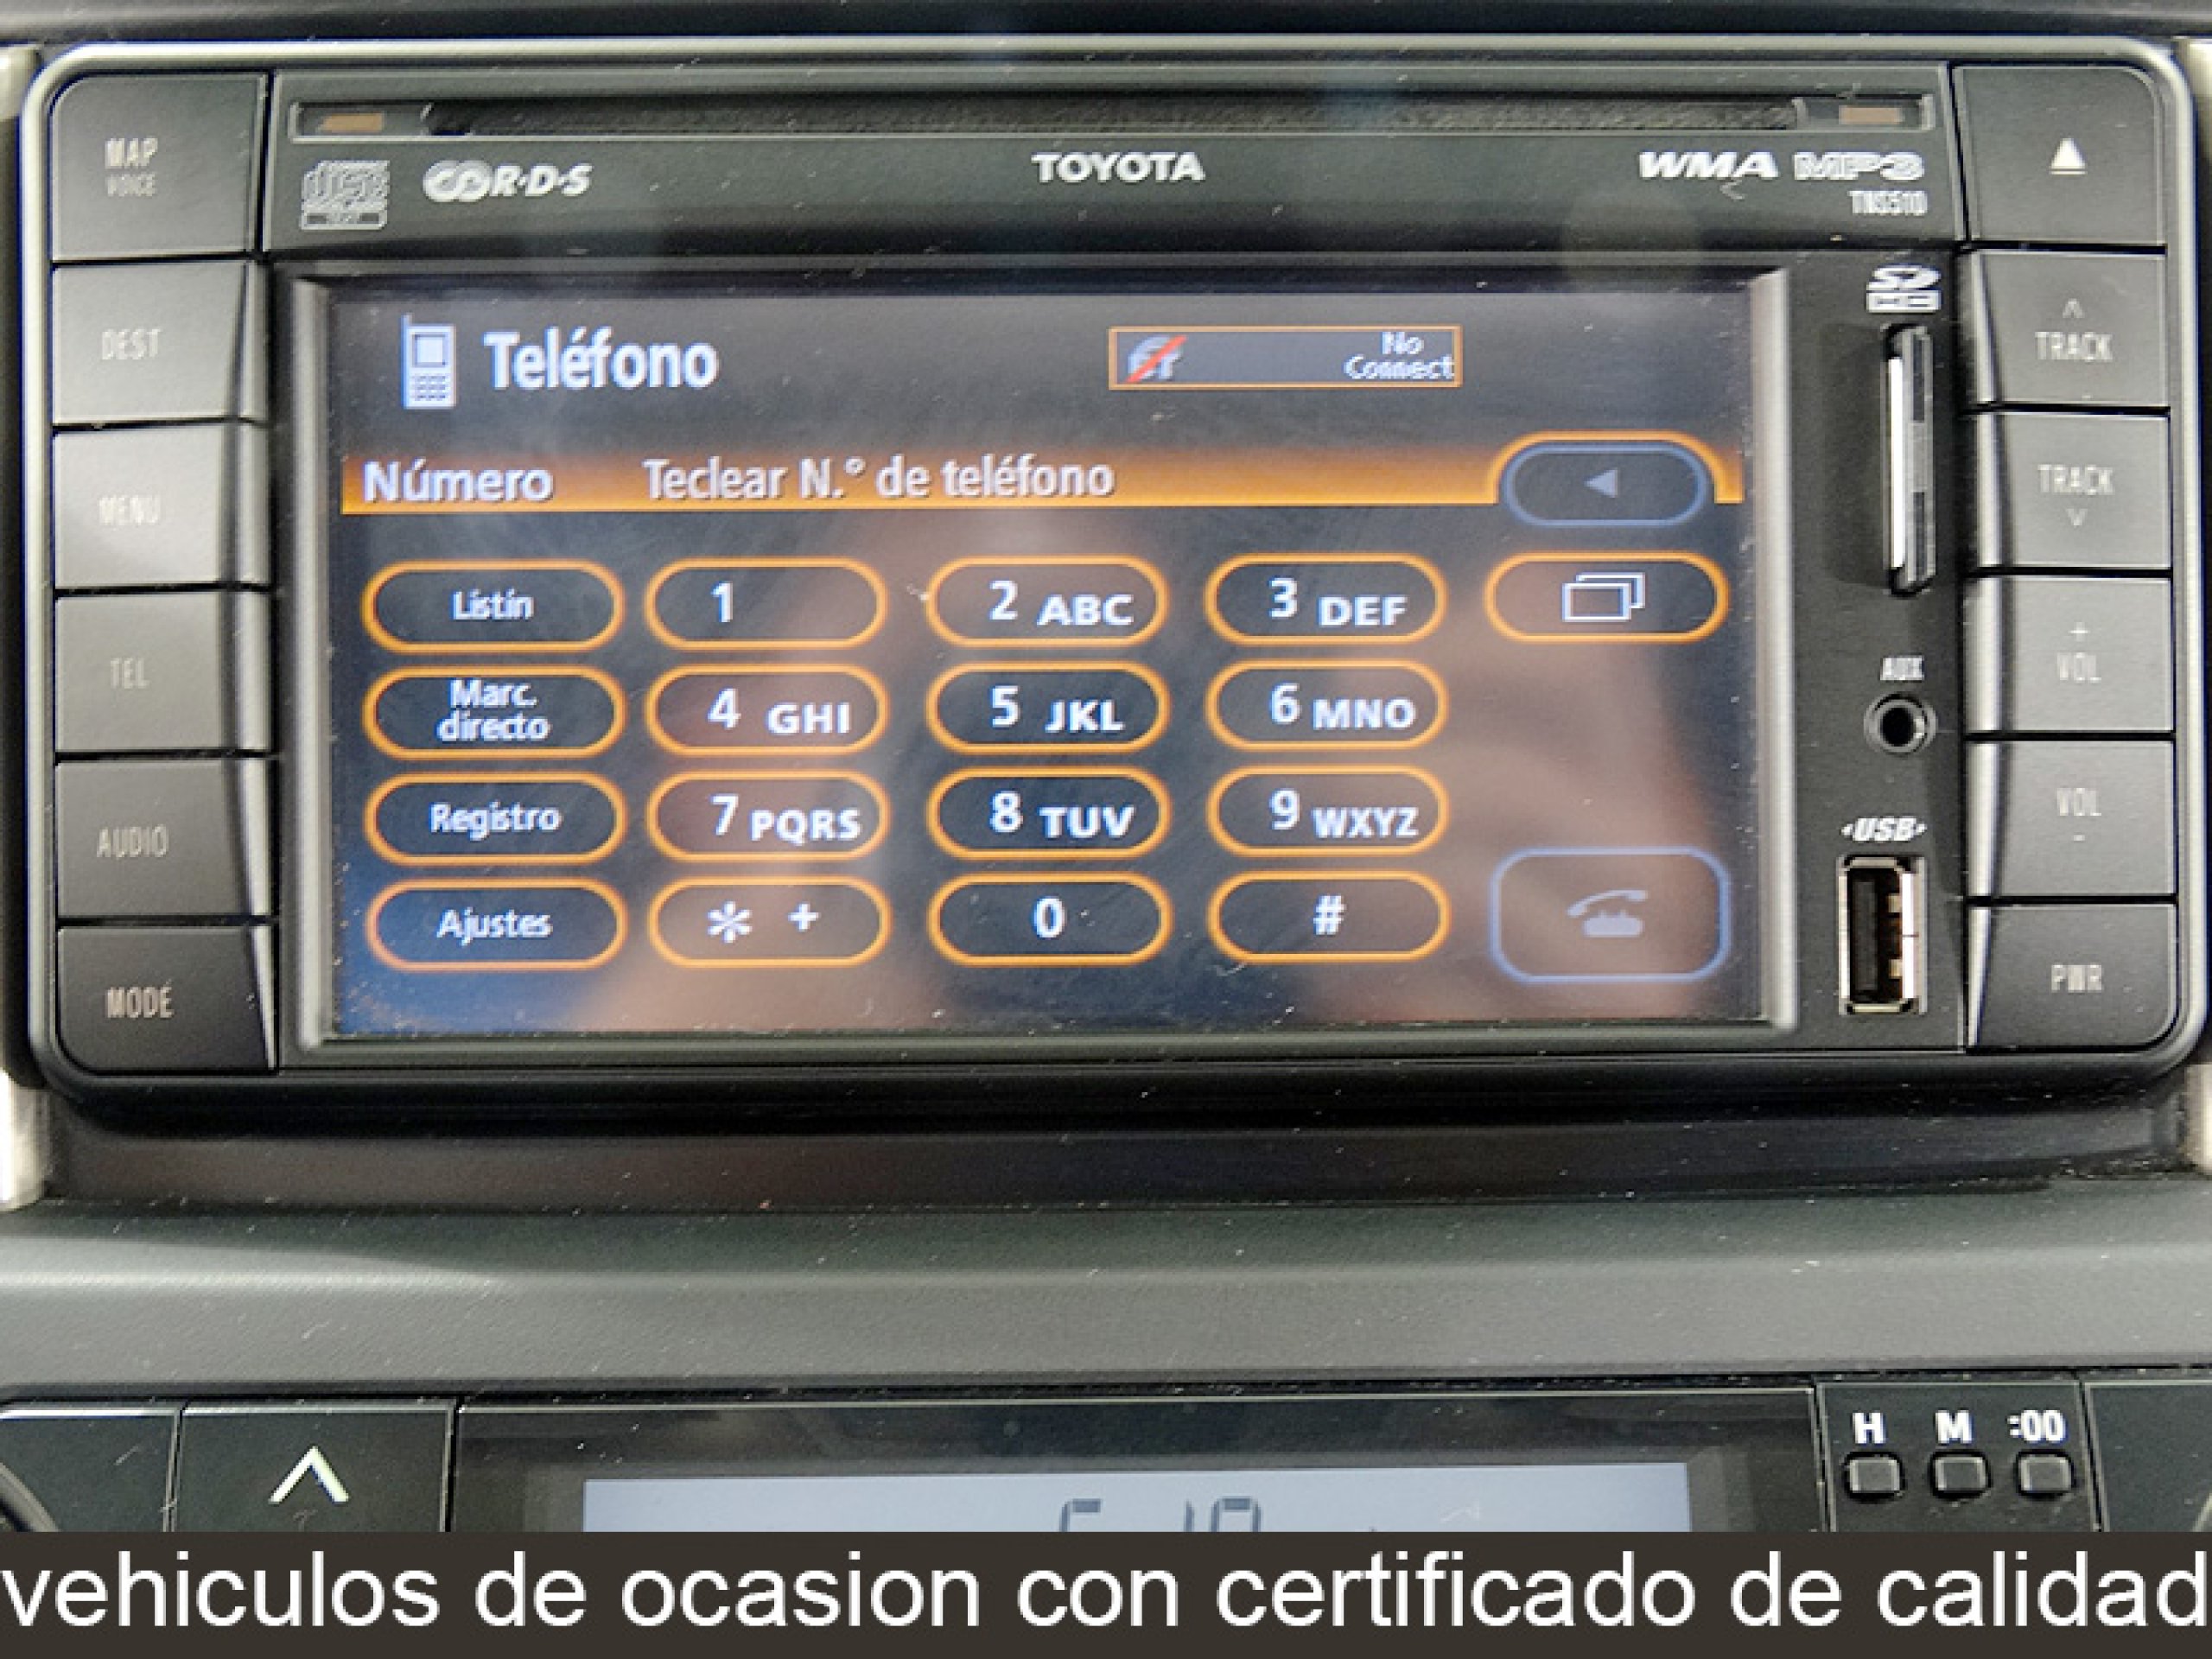 MAP
VOICE
R·D·S
TOYOTA
WMA MP3
TNS510
DEST
MENU
TEL
AUDIO
MODE
Teléfono
No
Connect
Número Teclear N.º de teléfono
Listín 1 2 ABC 3 DEF
Marc.
directo 4 GHI 5 JKL 6 MNO
Registro 7 PQRS 8 TUV 9 WXYZ
Ajustes * + 0 #
SD
AUX
USB
TRACK
TRACK
+
VOL
VOL
-
PWR
H M :00
vehiculos de ocasion con certificado de calidad